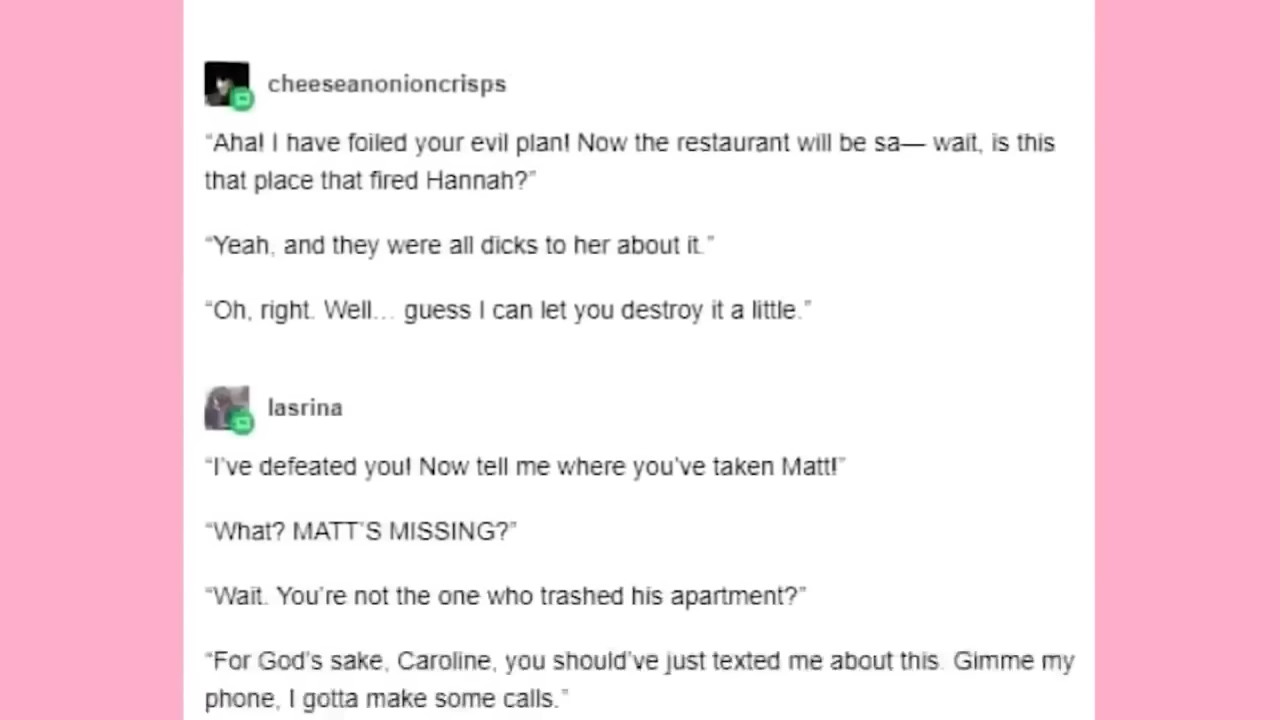 cheeseanonioncrisps
“Aha! I have foiled your evil plan! Now the restaurant will be sa— wait, is this
that place that fired Hannah?”
“Yeah, and they were all dicks to her about it.”
“Oh, right. Well... guess I can let you destroy it a little.”
lasrina
“I’ve defeated you! Now tell me where you’ve taken Matt!”
“What? MATT’S MISSING?”
“Wait. You’re not the one who trashed his apartment?”
“For God’s sake, Caroline, you should’ve just texted me about this. Gimme my
phone, I gotta make some calls.”